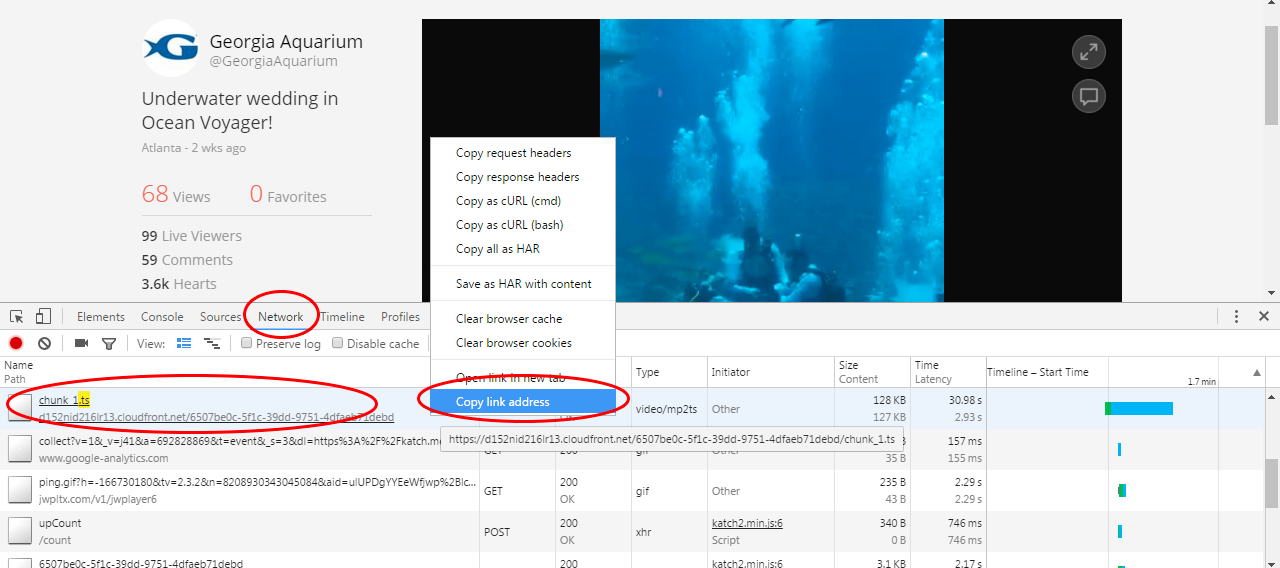 Georgia Aquarium
@GeorgiaAquarium
Underwater wedding in
Ocean Voyager!
Atlanta - 2 wks ago
68 Views 0 Favorites
99 Live Viewers
59 Comments
3.6k Hearts
Copy request headers
Copy response headers
Copy as cURL (cmd)
Copy as cURL (bash)
Copy all as HAR
Save as HAR with content
Clear browser cache
Clear browser cookies
Open link in new tab
Copy link address
Elements Console Sources Network Timeline Profiles
View: Preserve log Disable cache
Name
Path
Type Initiator Size
Content
Time
Latency
Timeline – Start Time
1.7 min
chunk_1.ts
d152nid216lr13.cloudfront.net/6507be0c-5f1c-39dd-9751-4dfaeb71debd
video/mp2ts Other 128 KB 30.98 s
127 KB 2.93 s
https://d152nid216lr13.cloudfront.net/6507be0c-5f1c-39dd-9751-4dfaeb71debd/chunk_1.ts
collect?v=1&_v=j41&a=692828869&t=event&_s=3&dl=https%3A%2F%2Fkatch.me
www.google-analytics.com
GET 200 gif Other 157 ms
35 B 155 ms
ping.gif?h=-166730180&tv=2.3.2&n=8208930343045084&aid=ulUPDgYYEeWfjwp%2BIc...
jwpltx.com/v1/jwplayer6
GET 200
OK
gif Other 235 B 2.29 s
43 B 2.29 s
upCount
/count
POST 200
OK
xhr katch2.min.js:6
Script
340 B 746 ms
0 B 746 ms
6507be0c-5f1c-39dd-9751-4dfaeb71debd 200 katch2.min.js:6 3.1 KB 2.17 s